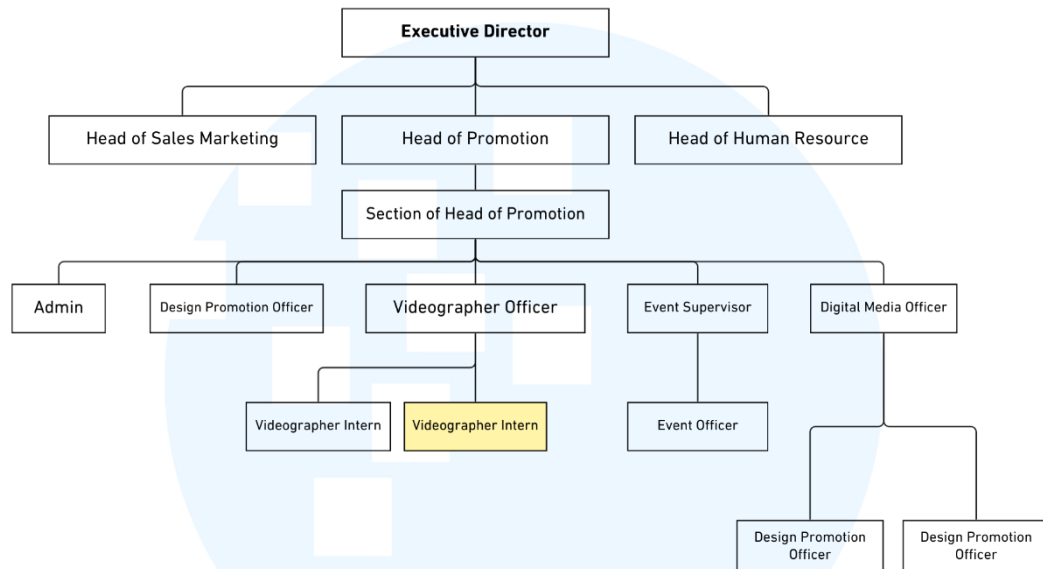 Executive Director
Head of Sales Marketing
Head of Promotion
Head of Human Resource
Section of Head of Promotion
Admin
Design Promotion Officer
Videographer Officer
Event Supervisor
Digital Media Officer
Videographer Intern
Videographer Intern
Event Officer
Design Promotion
Officer
Design Promotion
Officer